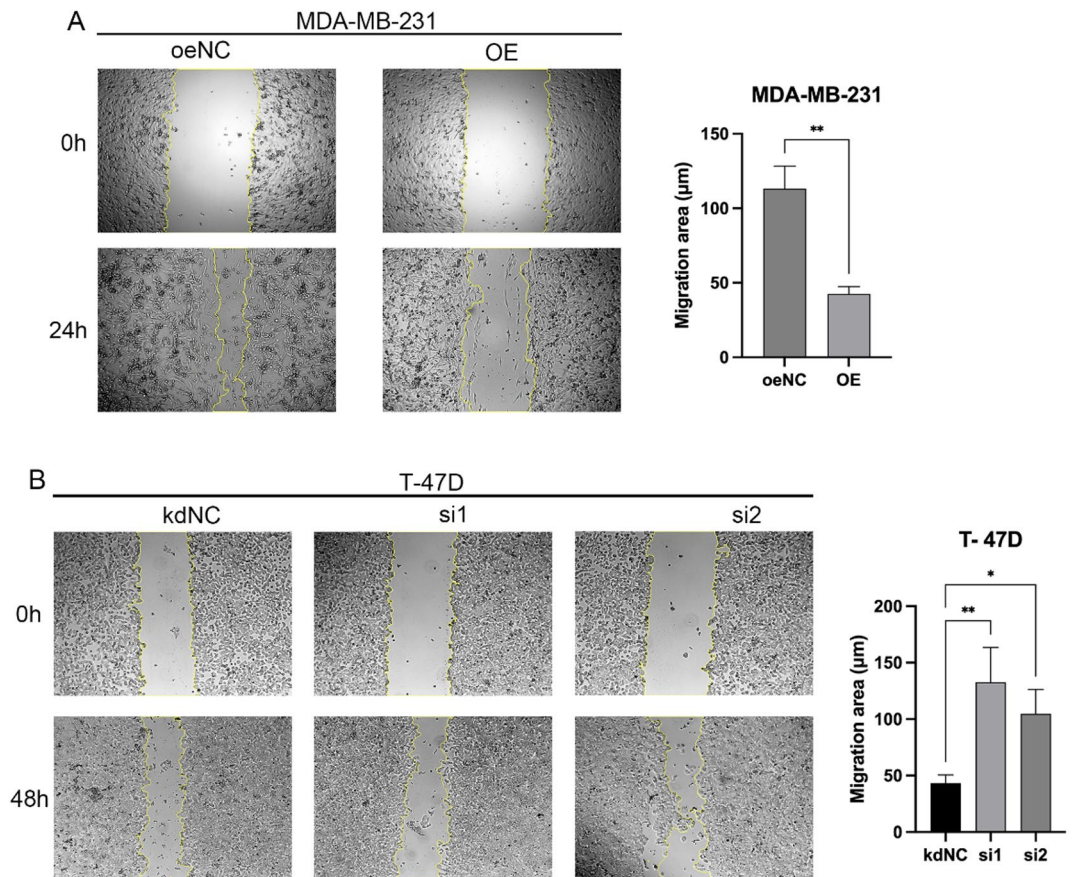 A
MDA-MB-231
oeNC OE
0h
24h
MDA-MB-231
Migration area (μm)
150
100
50
0
**
oeNC OE
B
T-47D
kdNC si1 si2
0h
48h
T- 47D
Migration area (μm)
200
150
100
50
0
*
**
kdNC si1 si2